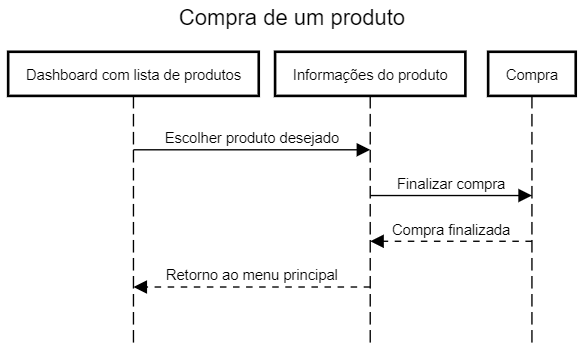 Compra de um produto
Dashboard com lista de produtos
Informações do produto
Compra
Escolher produto desejado
Finalizar compra
Compra finalizada
Retorno ao menu principal